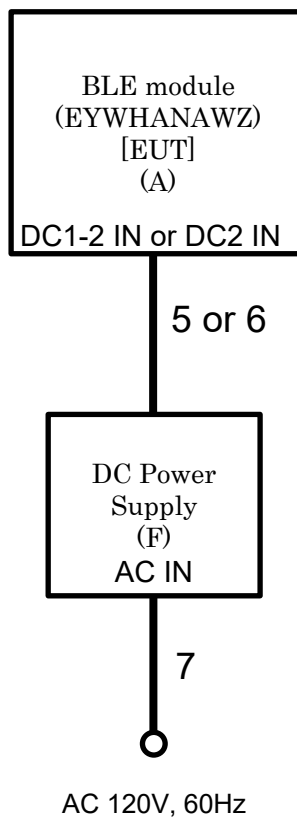 BLE module
(EYWHANAWZ)
[EUT]
(A)
DC1-2 IN or DC2 IN
5 or 6
DC Power
Supply
(F)
AC IN
7
AC 120V, 60Hz